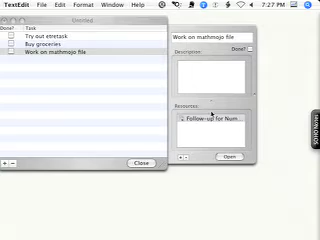 TextEdit File Edit Format Window Help 7:27 PM
Untitled
Done? Task
Try out etretask
Buy groceries
Work on mathmojo file
Close
Work on mathmojo file
Done?
Description:
Resources:
Follow-up for Num...
Open